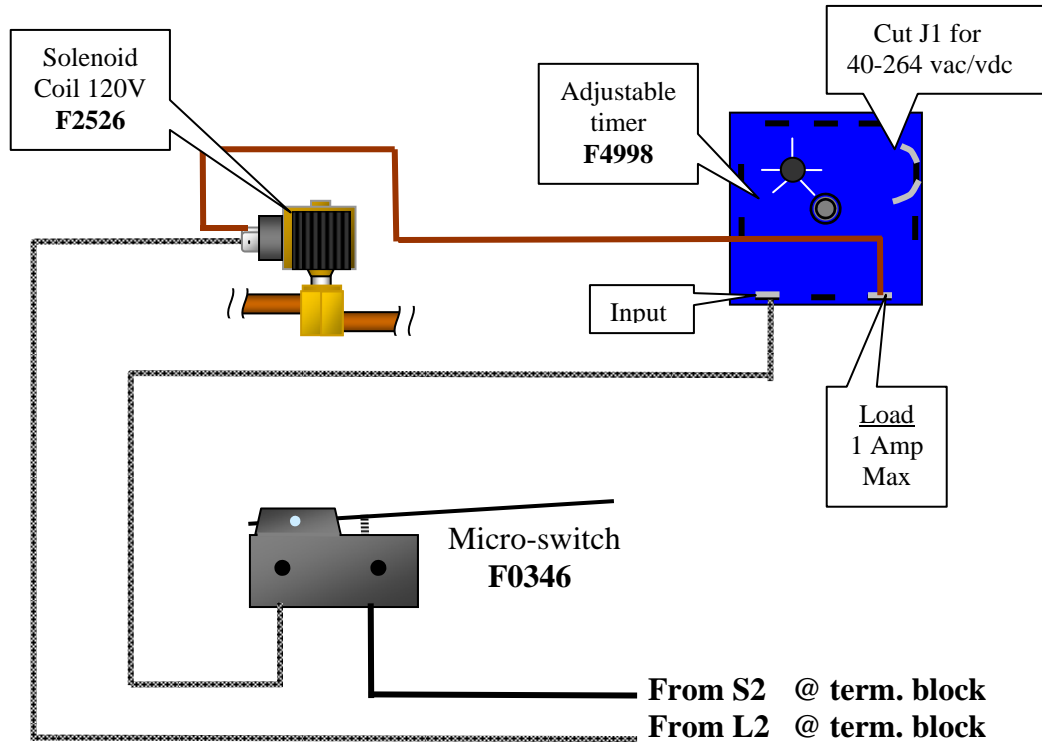 Solenoid
Coil 120V
F2526
Cut J1 for
40-264 vac/vdc
Adjustable
timer
F4998
Input
Load
1 Amp
Max
Micro-switch
F0346
From S2 @ term. block
From L2 @ term. block